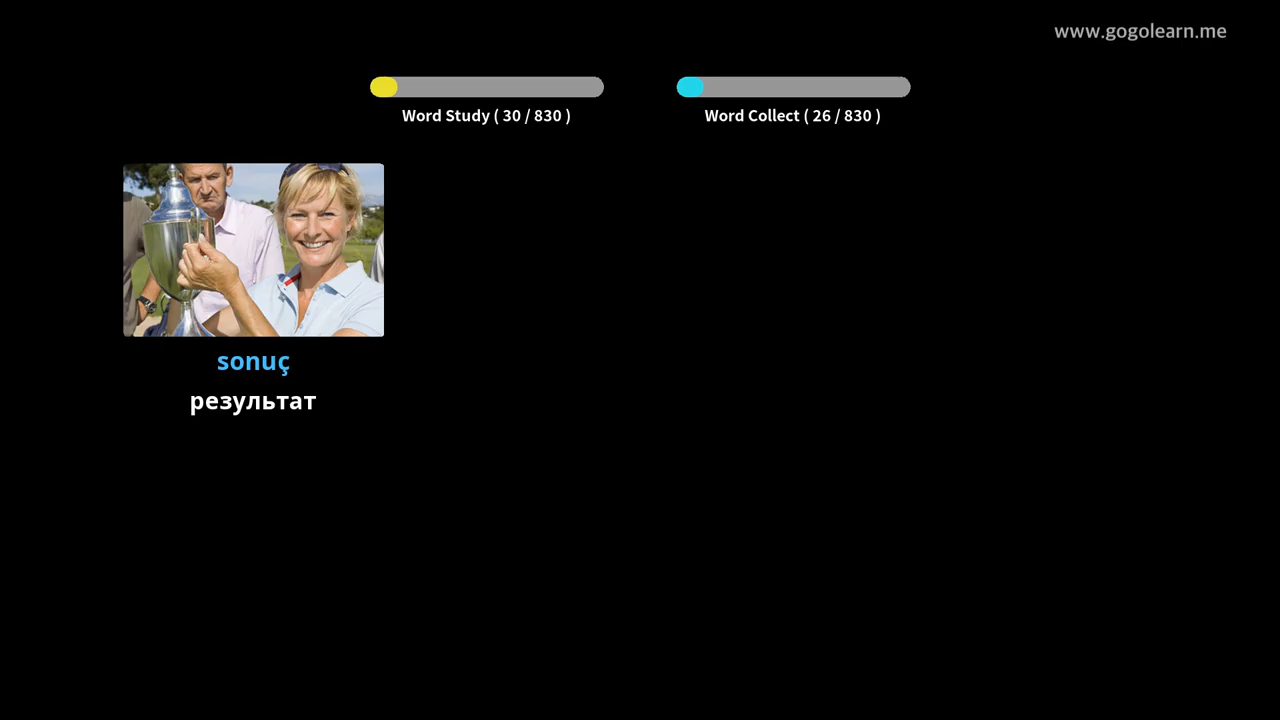 www.gogolearn.me
Word Study ( 30 / 830 )
Word Collect ( 26 / 830 )
sonuç
результат